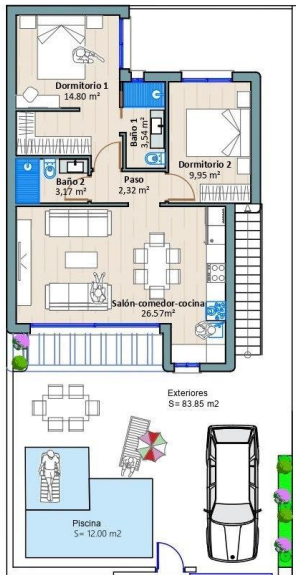 Dormitorio 1
14.80 m²
Baño 1
3,54 m²
Dormitorio 2
9,95 m²
Baño 2
3,17 m²
Paso
2,32 m²
Salón-comedor-cocina
26.57m²
Exteriores
S= 83.85 m2
Piscina
S= 12.00 m2